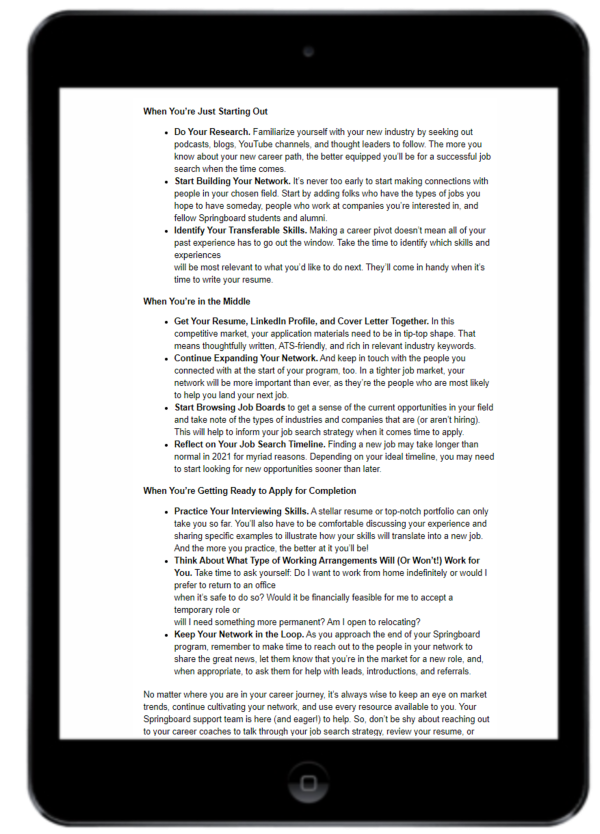 When You're Just Starting Out
• Do Your Research. Familiarize yourself with your new industry by seeking out
podcasts, blogs, YouTube channels, and thought leaders to follow. The more you
know about your new career path, the better equipped you'll be for a successful job
search when the time comes.
• Start Building Your Network. It's never too early to start making connections with
people in your chosen field. Start by adding folks who have the types of jobs you
hope to have someday, people who work at companies you're interested in, and
fellow Springboard students and alumni.
• Identify Your Transferable Skills. Making a career pivot doesn't mean all of your
past experience has to go out the window. Take the time to identify which skills and
experiences
will be most relevant to what you'd like to do next. They'll come in handy when it's
time to write your resume.
When You're in the Middle
• Get Your Resume, LinkedIn Profile, and Cover Letter Together. In this
competitive market, your application materials need to be in tip-top shape. That
means thoughtfully written, ATS-friendly, and rich in relevant industry keywords.
• Continue Expanding Your Network. And keep in touch with the people you
connected with at the start of your program, too. In a tighter job market, your
network will be more important than ever, as they're the people who are most likely
to help you land your next job.
• Start Browsing Job Boards to get a sense of the current opportunities in your field
and take note of the types of industries and companies that are (or aren't hiring).
This will help to inform your job search strategy when it comes time to apply.
• Reflect on Your Job Search Timeline. Finding a new job may take longer than
normal in 2021 for myriad reasons. Depending on your ideal timeline, you may need
to start looking for new opportunities sooner than later.
When You're Getting Ready to Apply for Completion
• Practice Your Interviewing Skills. A stellar resume or top-notch portfolio can only
take you so far. You'll also have to be comfortable discussing your experience and
sharing specific examples to illustrate how your skills will translate into a new job.
And the more you practice, the better at it you'll be!
• Think About What Type of Working Arrangements Will (Or Won't!) Work for
You. Take time to ask yourself: Do I want to work from home indefinitely or would I
prefer to return to an office
when it's safe to do so? Would it be financially feasible for me to accept a
temporary role or
will I need something more permanent? Am I open to relocating?
• Keep Your Network in the Loop. As you approach the end of your Springboard
program, remember to make time to reach out to the people in your network to
share the great news, let them know that you're in the market for a new role, and,
when appropriate, to ask them for help with leads, introductions, and referrals.
No matter where you are in your career journey, it's always wise to keep an eye on market
trends, continue cultivating your network, and use every resource available to you. Your
Springboard support team is here (and eager!) to help. So, don't be shy about reaching out
to your career coaches to talk through your job search strategy, review your resume, or